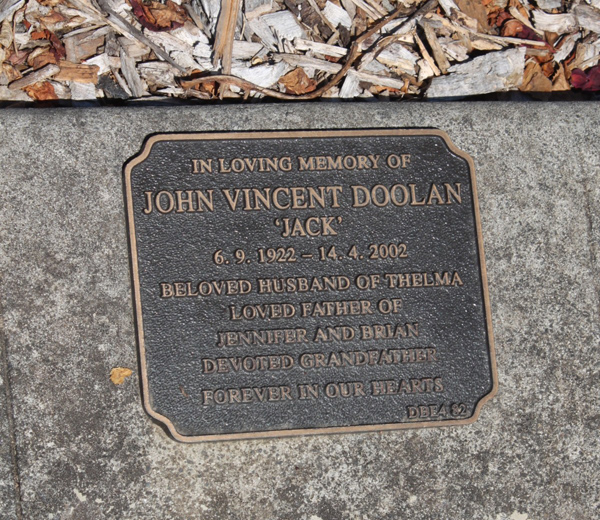 IN LOVING MEMORY OF
JOHN VINCENT DOOLAN
'JACK'
6. 9. 1922 – 14. 4. 2002
BELOVED HUSBAND OF THELMA
LOVED FATHER OF
JENNIFER AND BRIAN
DEVOTED GRANDFATHER
FOREVER IN OUR HEARTS